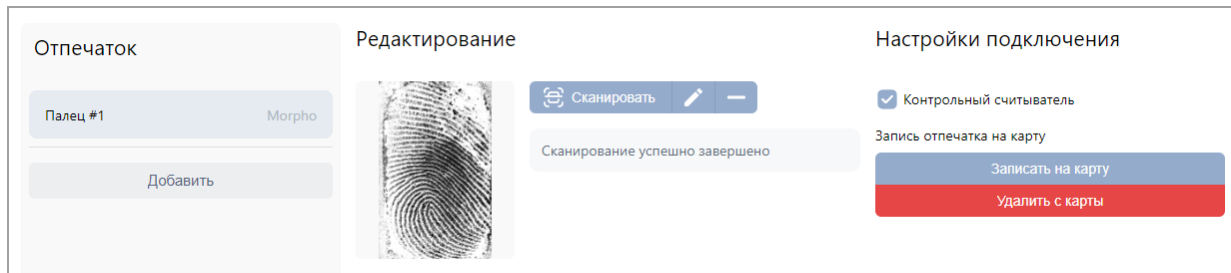 Отпечаток
Палец #1 Morpho
Добавить
Редактирование
Сканировать
Сканирование успешно завершено
Настройки подключения
Контрольный считыватель
Запись отпечатка на карту
Записать на карту
Удалить с карты